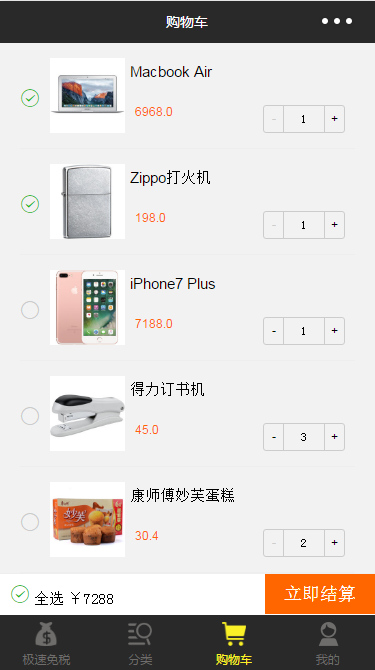 购物车
Macbook Air
6968.0
- 1 +
Zippo打火机
198.0
- 1 +
iPhone7 Plus
7188.0
- 1 +
得力订书机
45.0
- 3 +
康师傅妙芙蛋糕
30.4
- 2 +
妙芙
全选 ￥7288 立即结算
极速免税 分类 购物车 我的